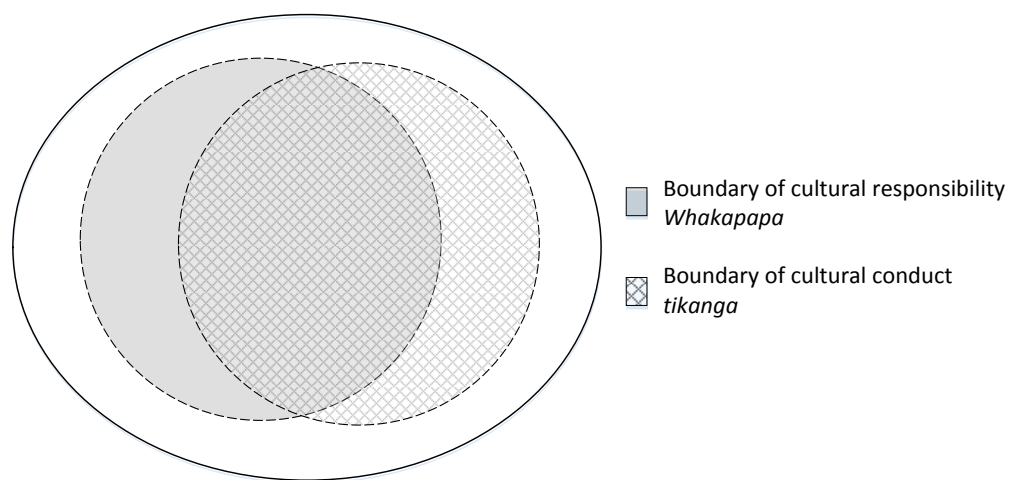 Boundary of cultural responsibility
Whakapapa
Boundary of cultural conduct
tikanga